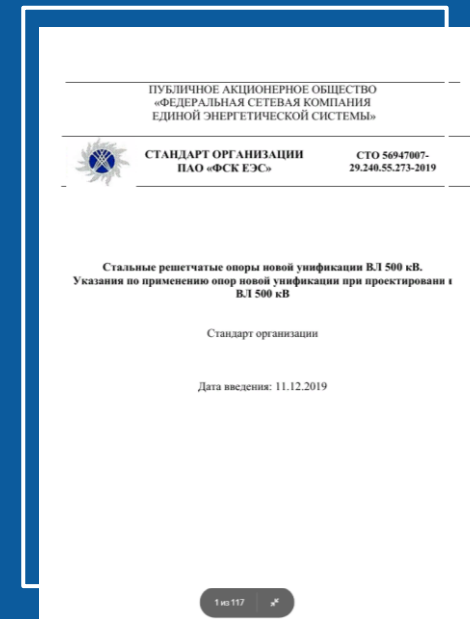 ПУБЛИЧНОЕ АКЦИОНЕРНОЕ ОБЩЕСТВО
«ФЕДЕРАЛЬНАЯ СЕТЕВАЯ КОМПАНИЯ
ЕДИНОЙ ЭНЕРГЕТИЧЕСКОЙ СИСТЕМЫ»
СТАНДАРТ ОРГАНИЗАЦИИ
ПАО «ФСК ЕЭС»
СТО 56947007-
29.240.55.273-2019
Стальные решетчатые опоры новой унификации ВЛ 500 кВ.
Указания по применению опор новой унификации при проектировани
ВЛ 500 кВ
Стандарт организации
Дата введения: 11.12.2019
1 из 117